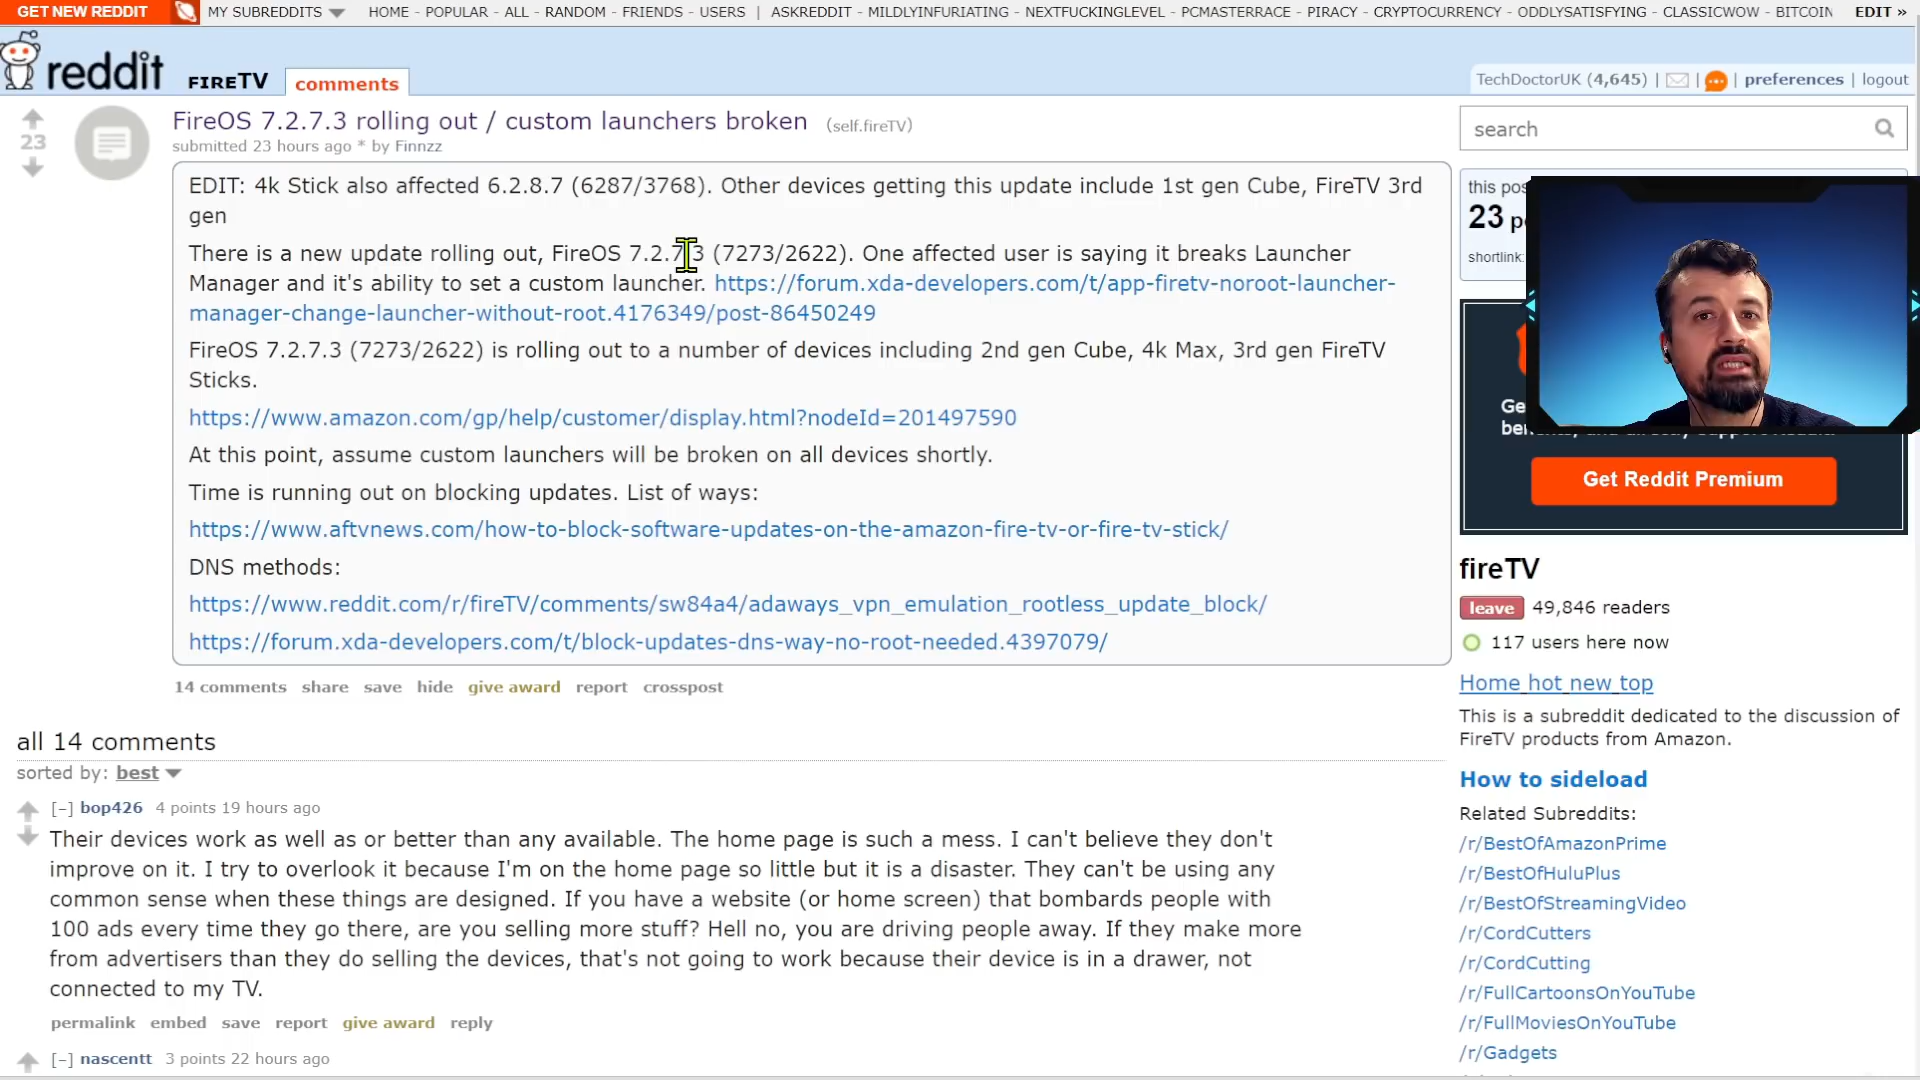 GET NEW REDDIT MY SUBREDDITS HOME - POPULAR - ALL - RANDOM - FRIENDS - USERS | ASKREDDIT - MILDLYINFURIATING - NEXTFUCKINGLEVEL - PCMASTERRACE - PIRACY - CRYPTOCURRENCY - ODDLYSATISFYING - CLASSICWOW - BITCOIN EDIT »
reddit FIRETV comments
TechDoctorUK (4,645) | | | preferences | logout
FireOS 7.2.7.3 rolling out / custom launchers broken (self.fireTV)
23
submitted 23 hours ago * by Finnzz
EDIT: 4k Stick also affected 6.2.8.7 (6287/3768). Other devices getting this update include 1st gen Cube, FireTV 3rd
gen
There is a new update rolling out, FireOS 7.2.7.3 (7273/2622). One affected user is saying it breaks Launcher
Manager and it's ability to set a custom launcher. https://forum.xda-developers.com/t/app-firetv-noroot-launcher-
manager-change-launcher-without-root.4176349/post-86450249
FireOS 7.2.7.3 (7273/2622) is rolling out to a number of devices including 2nd gen Cube, 4k Max, 3rd gen FireTV
Sticks.
https://www.amazon.com/gp/help/customer/display.html?nodeId=201497590
At this point, assume custom launchers will be broken on all devices shortly.
Time is running out on blocking updates. List of ways:
https://www.aftvnews.com/how-to-block-software-updates-on-the-amazon-fire-tv-or-fire-tv-stick/
DNS methods:
https://www.reddit.com/r/fireTV/comments/sw84a4/adaways_vpn_emulation_rootless_update_block/
https://forum.xda-developers.com/t/block-updates-dns-way-no-root-needed.4397079/
14 comments share save hide give award report crosspost
all 14 comments
sorted by: best
[–] bop426 4 points 19 hours ago
Their devices work as well as or better than any available. The home page is such a mess. I can't believe they don't
improve on it. I try to overlook it because I'm on the home page so little but it is a disaster. They can't be using any
common sense when these things are designed. If you have a website (or home screen) that bombards people with
100 ads every time they go there, are you selling more stuff? Hell no, you are driving people away. If they make more
from advertisers than they do selling the devices, that's not going to work because their device is in a drawer, not
connected to my TV.
permalink embed save report give award reply
[–] nascentt 3 points 22 hours ago
search
this
23
shortlink:
Get Reddit Premium
fireTV
leave 49,846 readers
117 users here now
Home hot new top
This is a subreddit dedicated to the discussion of
FireTV products from Amazon.
How to sideload
Related Subreddits:
/r/BestOfAmazonPrime
/r/BestOfHuluPlus
/r/BestOfStreamingVideo
/r/CordCutters
/r/CordCutting
/r/FullCartoonsOnYouTube
/r/FullMoviesOnYouTube
/r/Gadgets